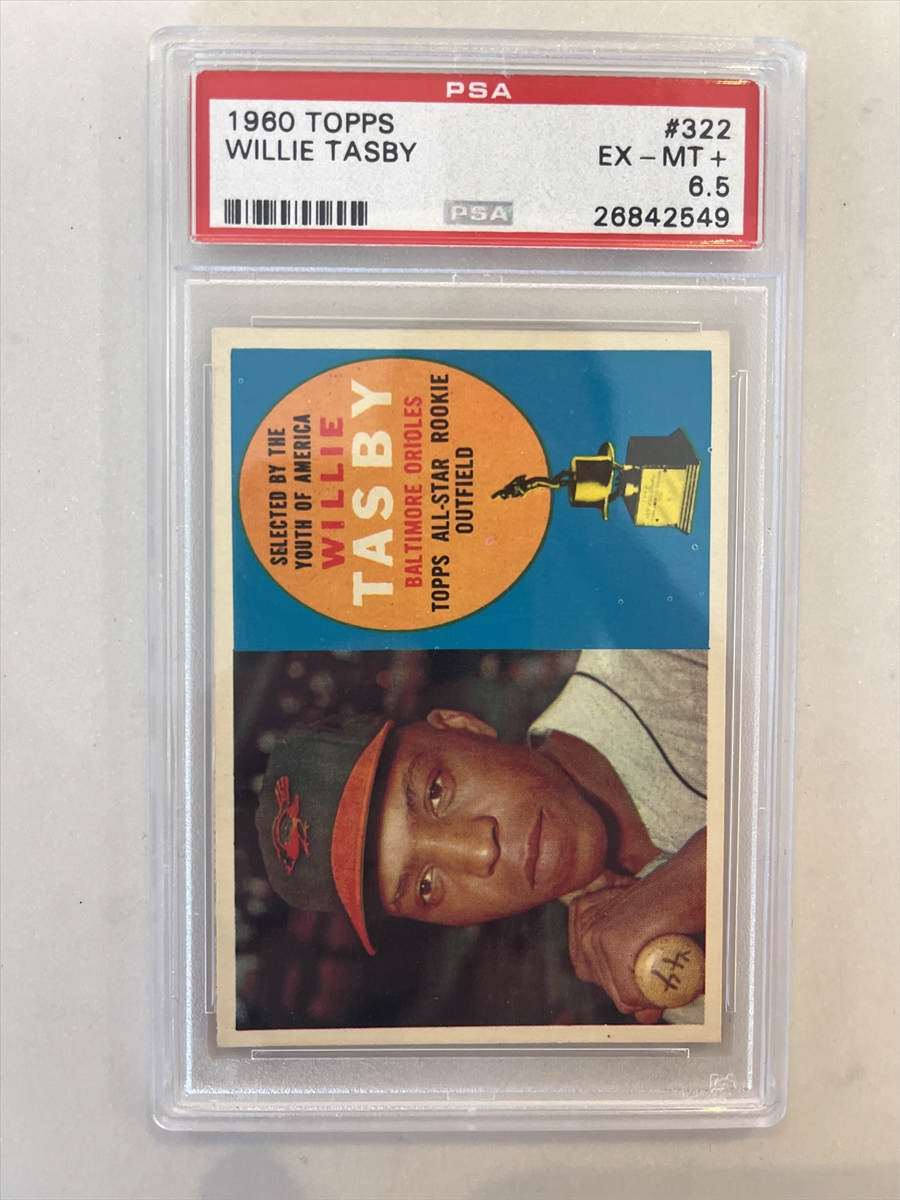 PSA
1960 TOPPS #322
WILLIE TASBY EX - MT +
6.5
PSA 26842549
SELECTED BY THE
YOUTH OF AMERICA
WILLIE
TASBY
BALTIMORE ORIOLES
TOPPS ALL-STAR ROOKIE
OUTFIELD
44